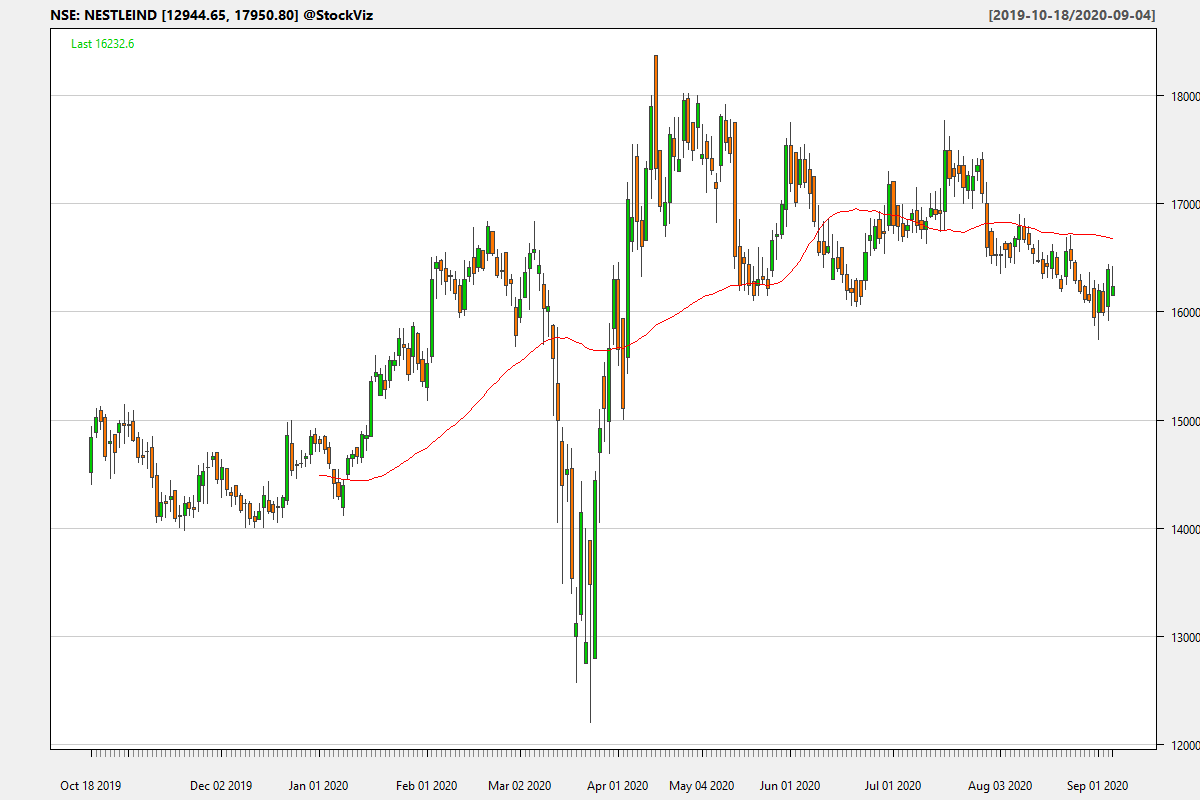 NSE: NESTLEIND [12944.65, 17950.80] @StockViz
[2019-10-18/2020-09-04]
Last 16232.6
18000
17000
16000
15000
14000
13000
12000
Oct 18 2019
Dec 02 2019
Jan 01 2020
Feb 01 2020
Mar 02 2020
Apr 01 2020
May 04 2020
Jun 01 2020
Jul 01 2020
Aug 03 2020
Sep 01 2020